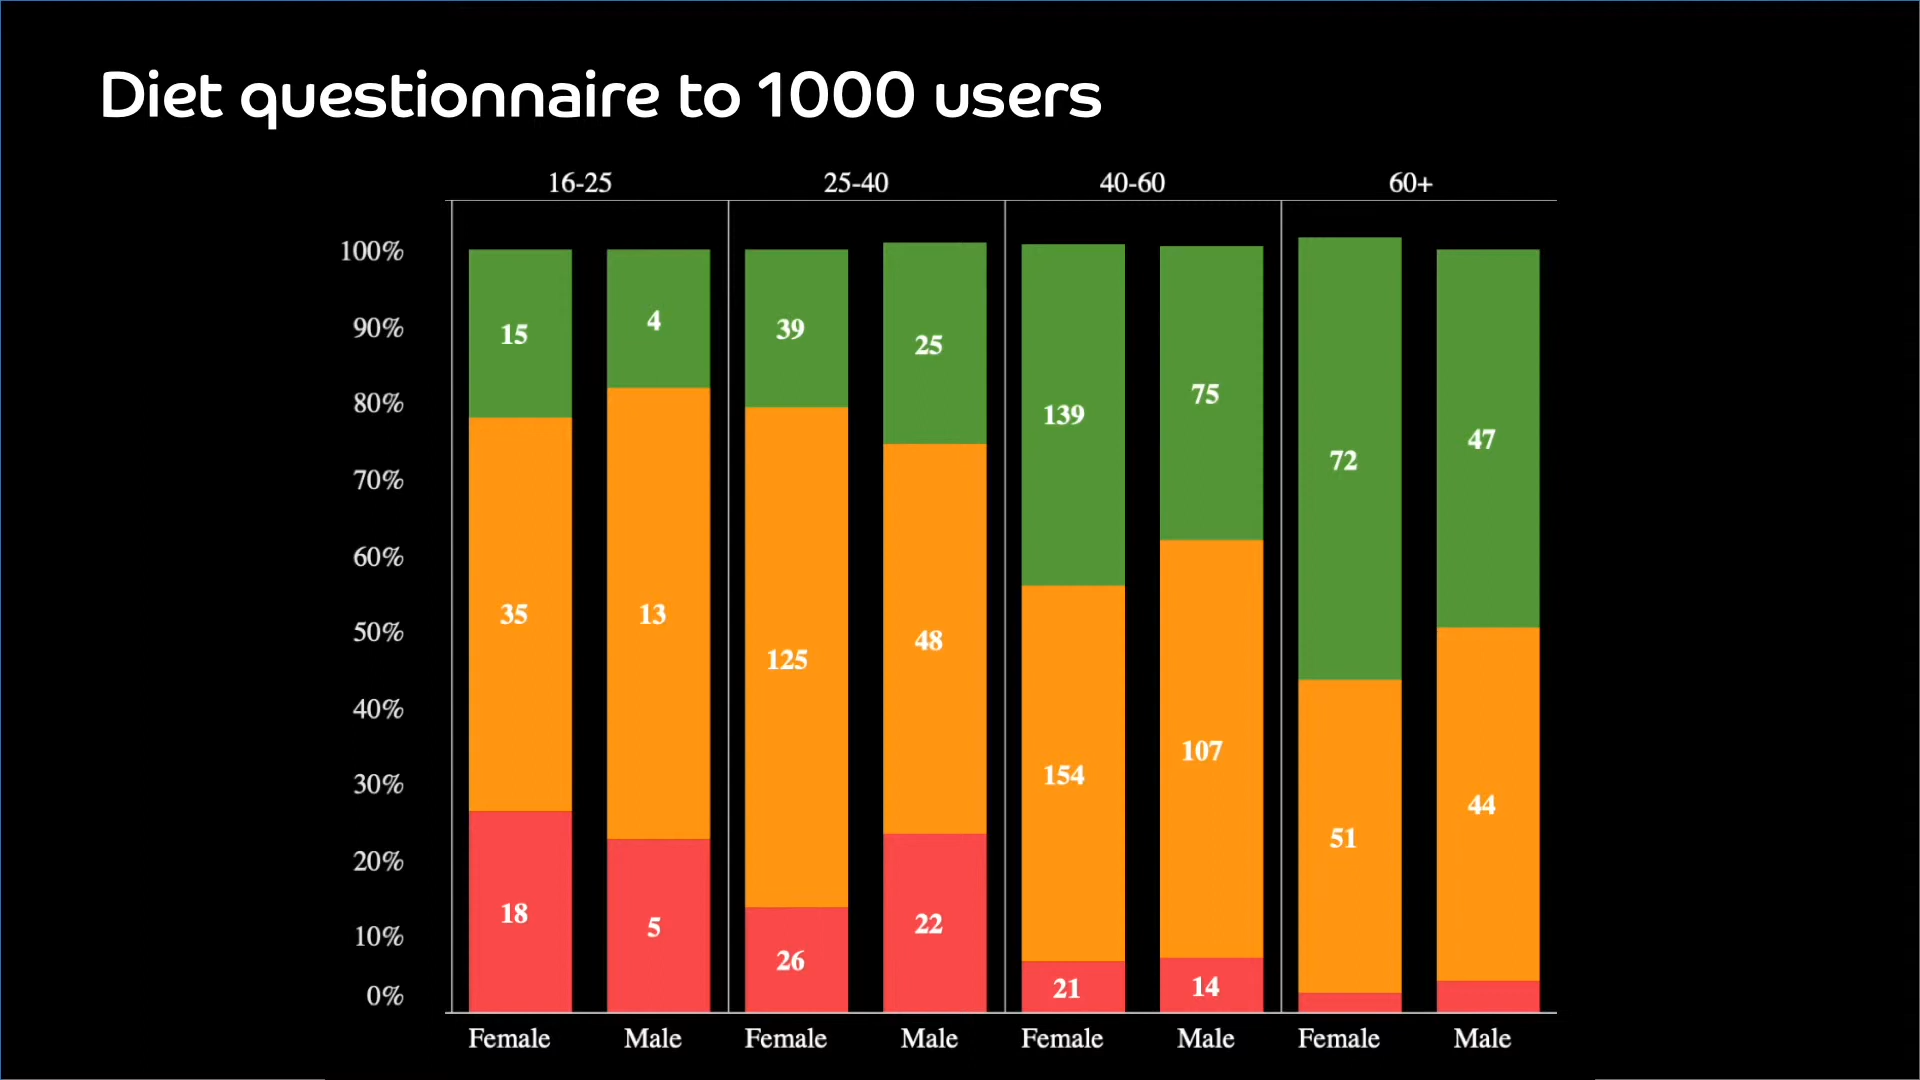 Diet questionnaire to 1000 users
16-25 25-40 40-60 60+
100%
90%
80%
70%
60%
50%
40%
30%
20%
10%
0%
15 4 39 25 139 75 72 47
35 13 125 48 154 107 51 44
18 5 26 22 21 14
Female Male Female Male Female Male Female Male